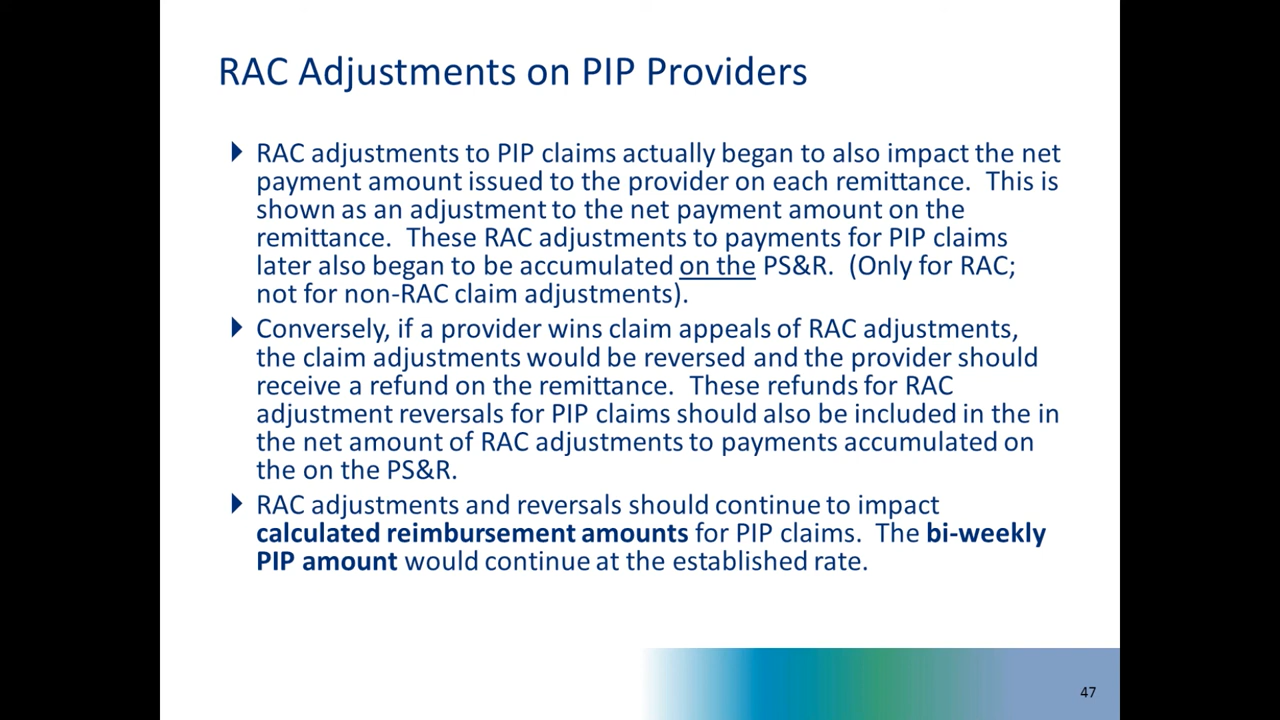 RAC Adjustments on PIP Providers
RAC adjustments to PIP claims actually began to also impact the net
payment amount issued to the provider on each remittance.  This is
shown as an adjustment to the net payment amount on the
remittance.  These RAC adjustments to payments for PIP claims
later also began to be accumulated on the PS&R.  (Only for RAC;
not for non-RAC claim adjustments).
Conversely, if a provider wins claim appeals of RAC adjustments,
the claim adjustments would be reversed and the provider should
receive a refund on the remittance.  These refunds for RAC
adjustment reversals for PIP claims should also be included in the in
the net amount of RAC adjustments to payments accumulated on
the on the PS&R.
RAC adjustments and reversals should continue to impact
calculated reimbursement amounts for PIP claims.  The bi-weekly
PIP amount would continue at the established rate.
47